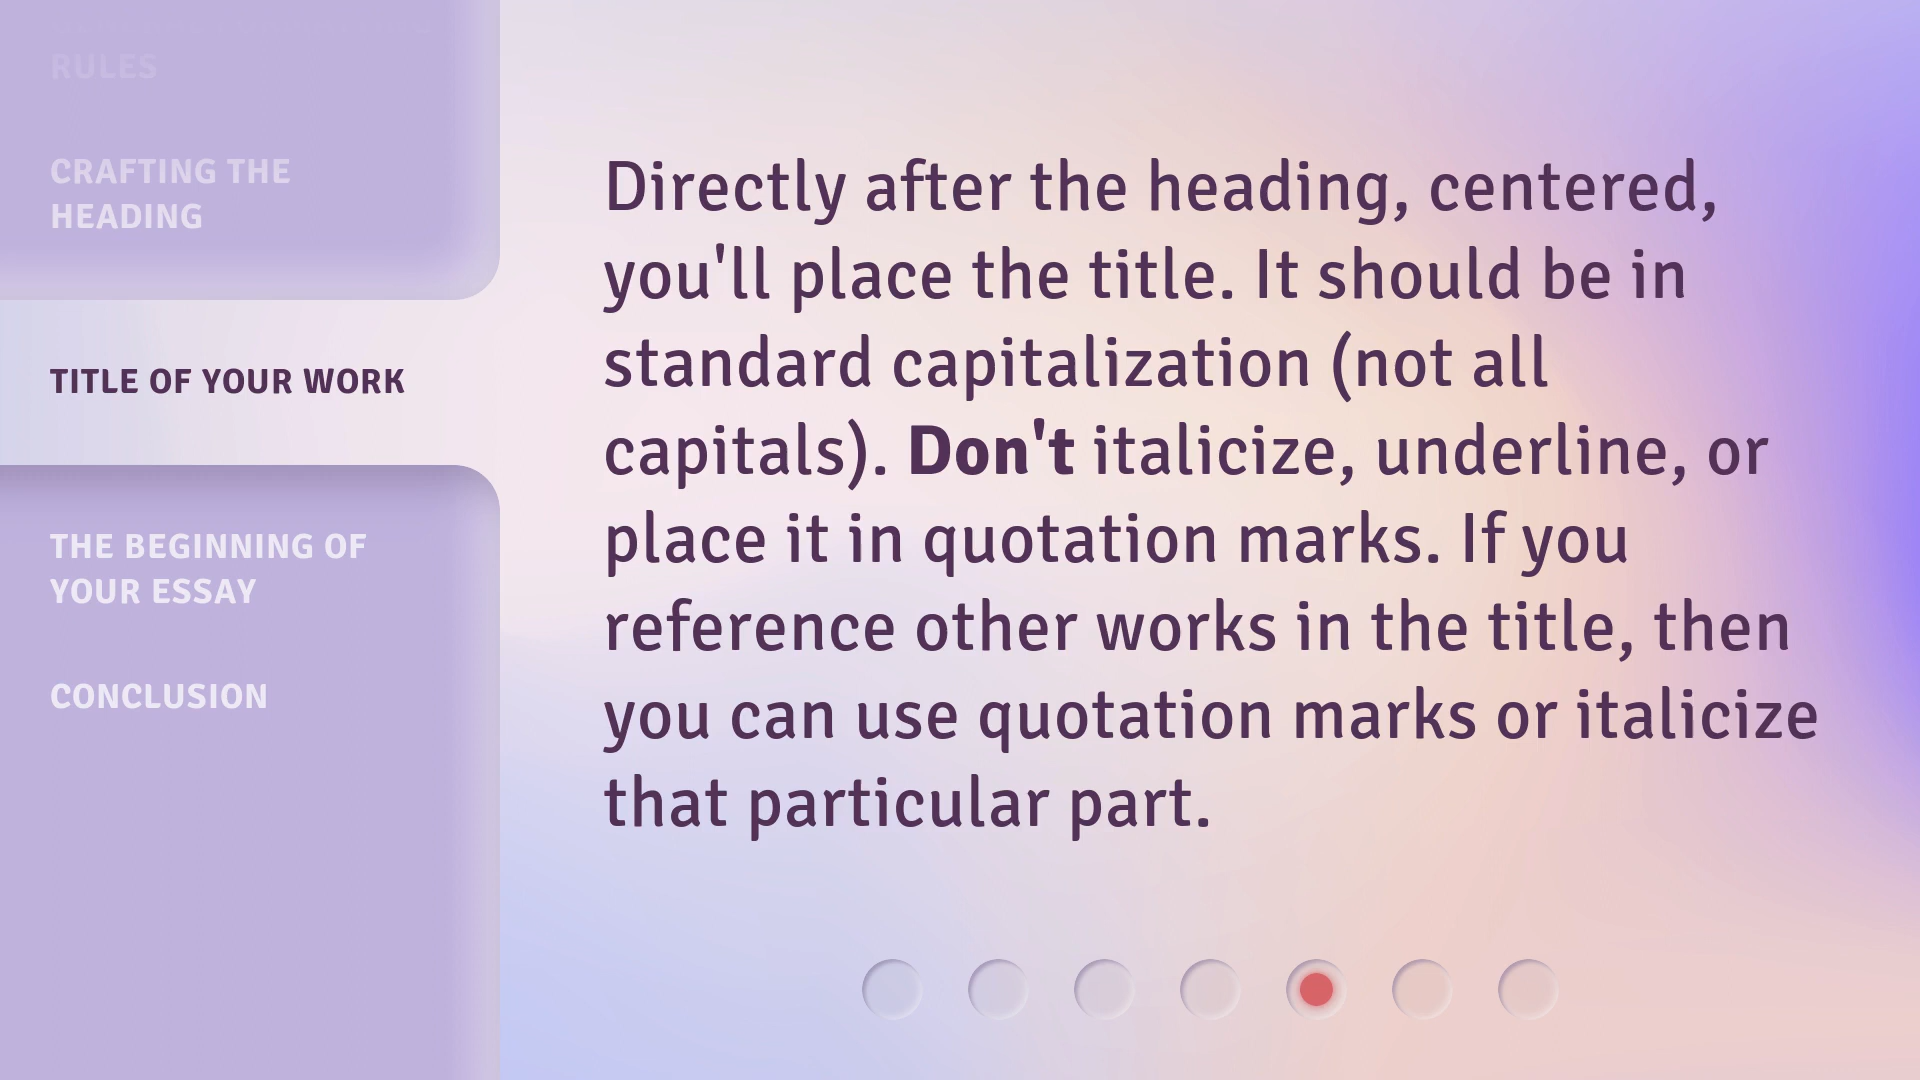 RULES
CRAFTING THE
HEADING
TITLE OF YOUR WORK
THE BEGINNING OF
YOUR ESSAY
CONCLUSION
Directly after the heading, centered,
you'll place the title. It should be in
standard capitalization (not all
capitals). Don't italicize, underline, or
place it in quotation marks. If you
reference other works in the title, then
you can use quotation marks or italicize
that particular part.